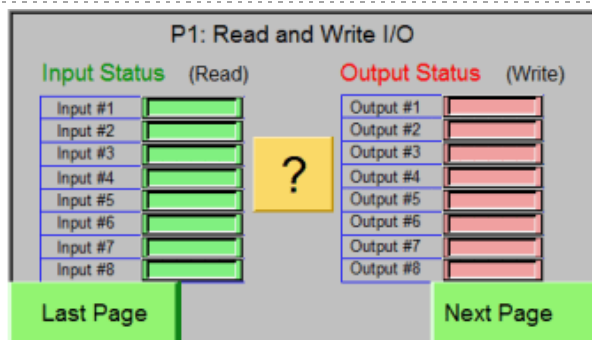 P1: Read and Write I/O
Input Status (Read)
Output Status (Write)
Input #1
Input #2
Input #3
Input #4
Input #5
Input #6
Input #7
Input #8
?
Output #1
Output #2
Output #3
Output #4
Output #5
Output #6
Output #7
Output #8
Last Page
Next Page